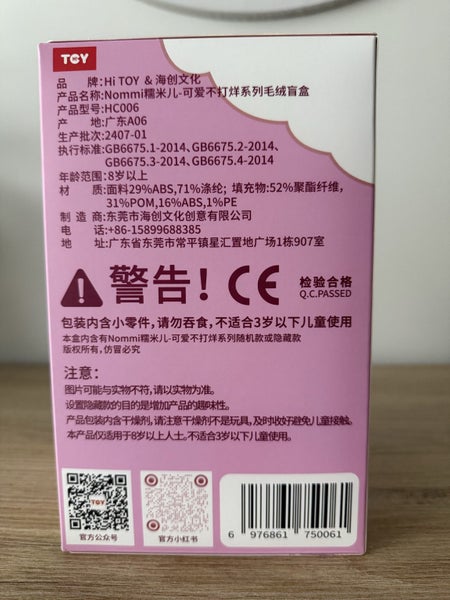 TOY
品 牌:Hi TOY & 海创文化
产品名称:Nommi糯米儿-可爱不打烊系列毛绒盲盒
产品型号:HC006
产 地:广东A06
生产批次:2407-01
执行标准:GB6675.1-2014、GB6675.2-2014、
GB6675.3-2014、GB6675.4-2014
年龄范围:8岁以上
材 质:面料29%ABS,71%涤纶; 填充物:52%聚酯纤维,
31%POM,16%ABS,1%PE
制 造 商:东莞市海创文化创意有限公司
电 话:+86-15899688385
地 址:广东省东莞市常平镇星汇置地广场1栋907室
警告! CE 检验合格
Q.C.PASSED
包装内含小零件,请勿吞食,不适合3岁以下儿童使用
本盒内含有Nommi糯米儿-可爱不打烊系列随机款或隐藏款
版权所有,仿冒必究
注意:
图片可能与实物不符,请以实物为准。
设置隐藏款的目的是增加产品的趣味性。
产品包装内含干燥剂,请注意干燥剂不是玩具,及时收好避免儿童接触。
本产品仅适用于8岁以上人士。不适合3岁以下儿童使用。
TOY
官方公众号
官方小红书
6 976861 750061